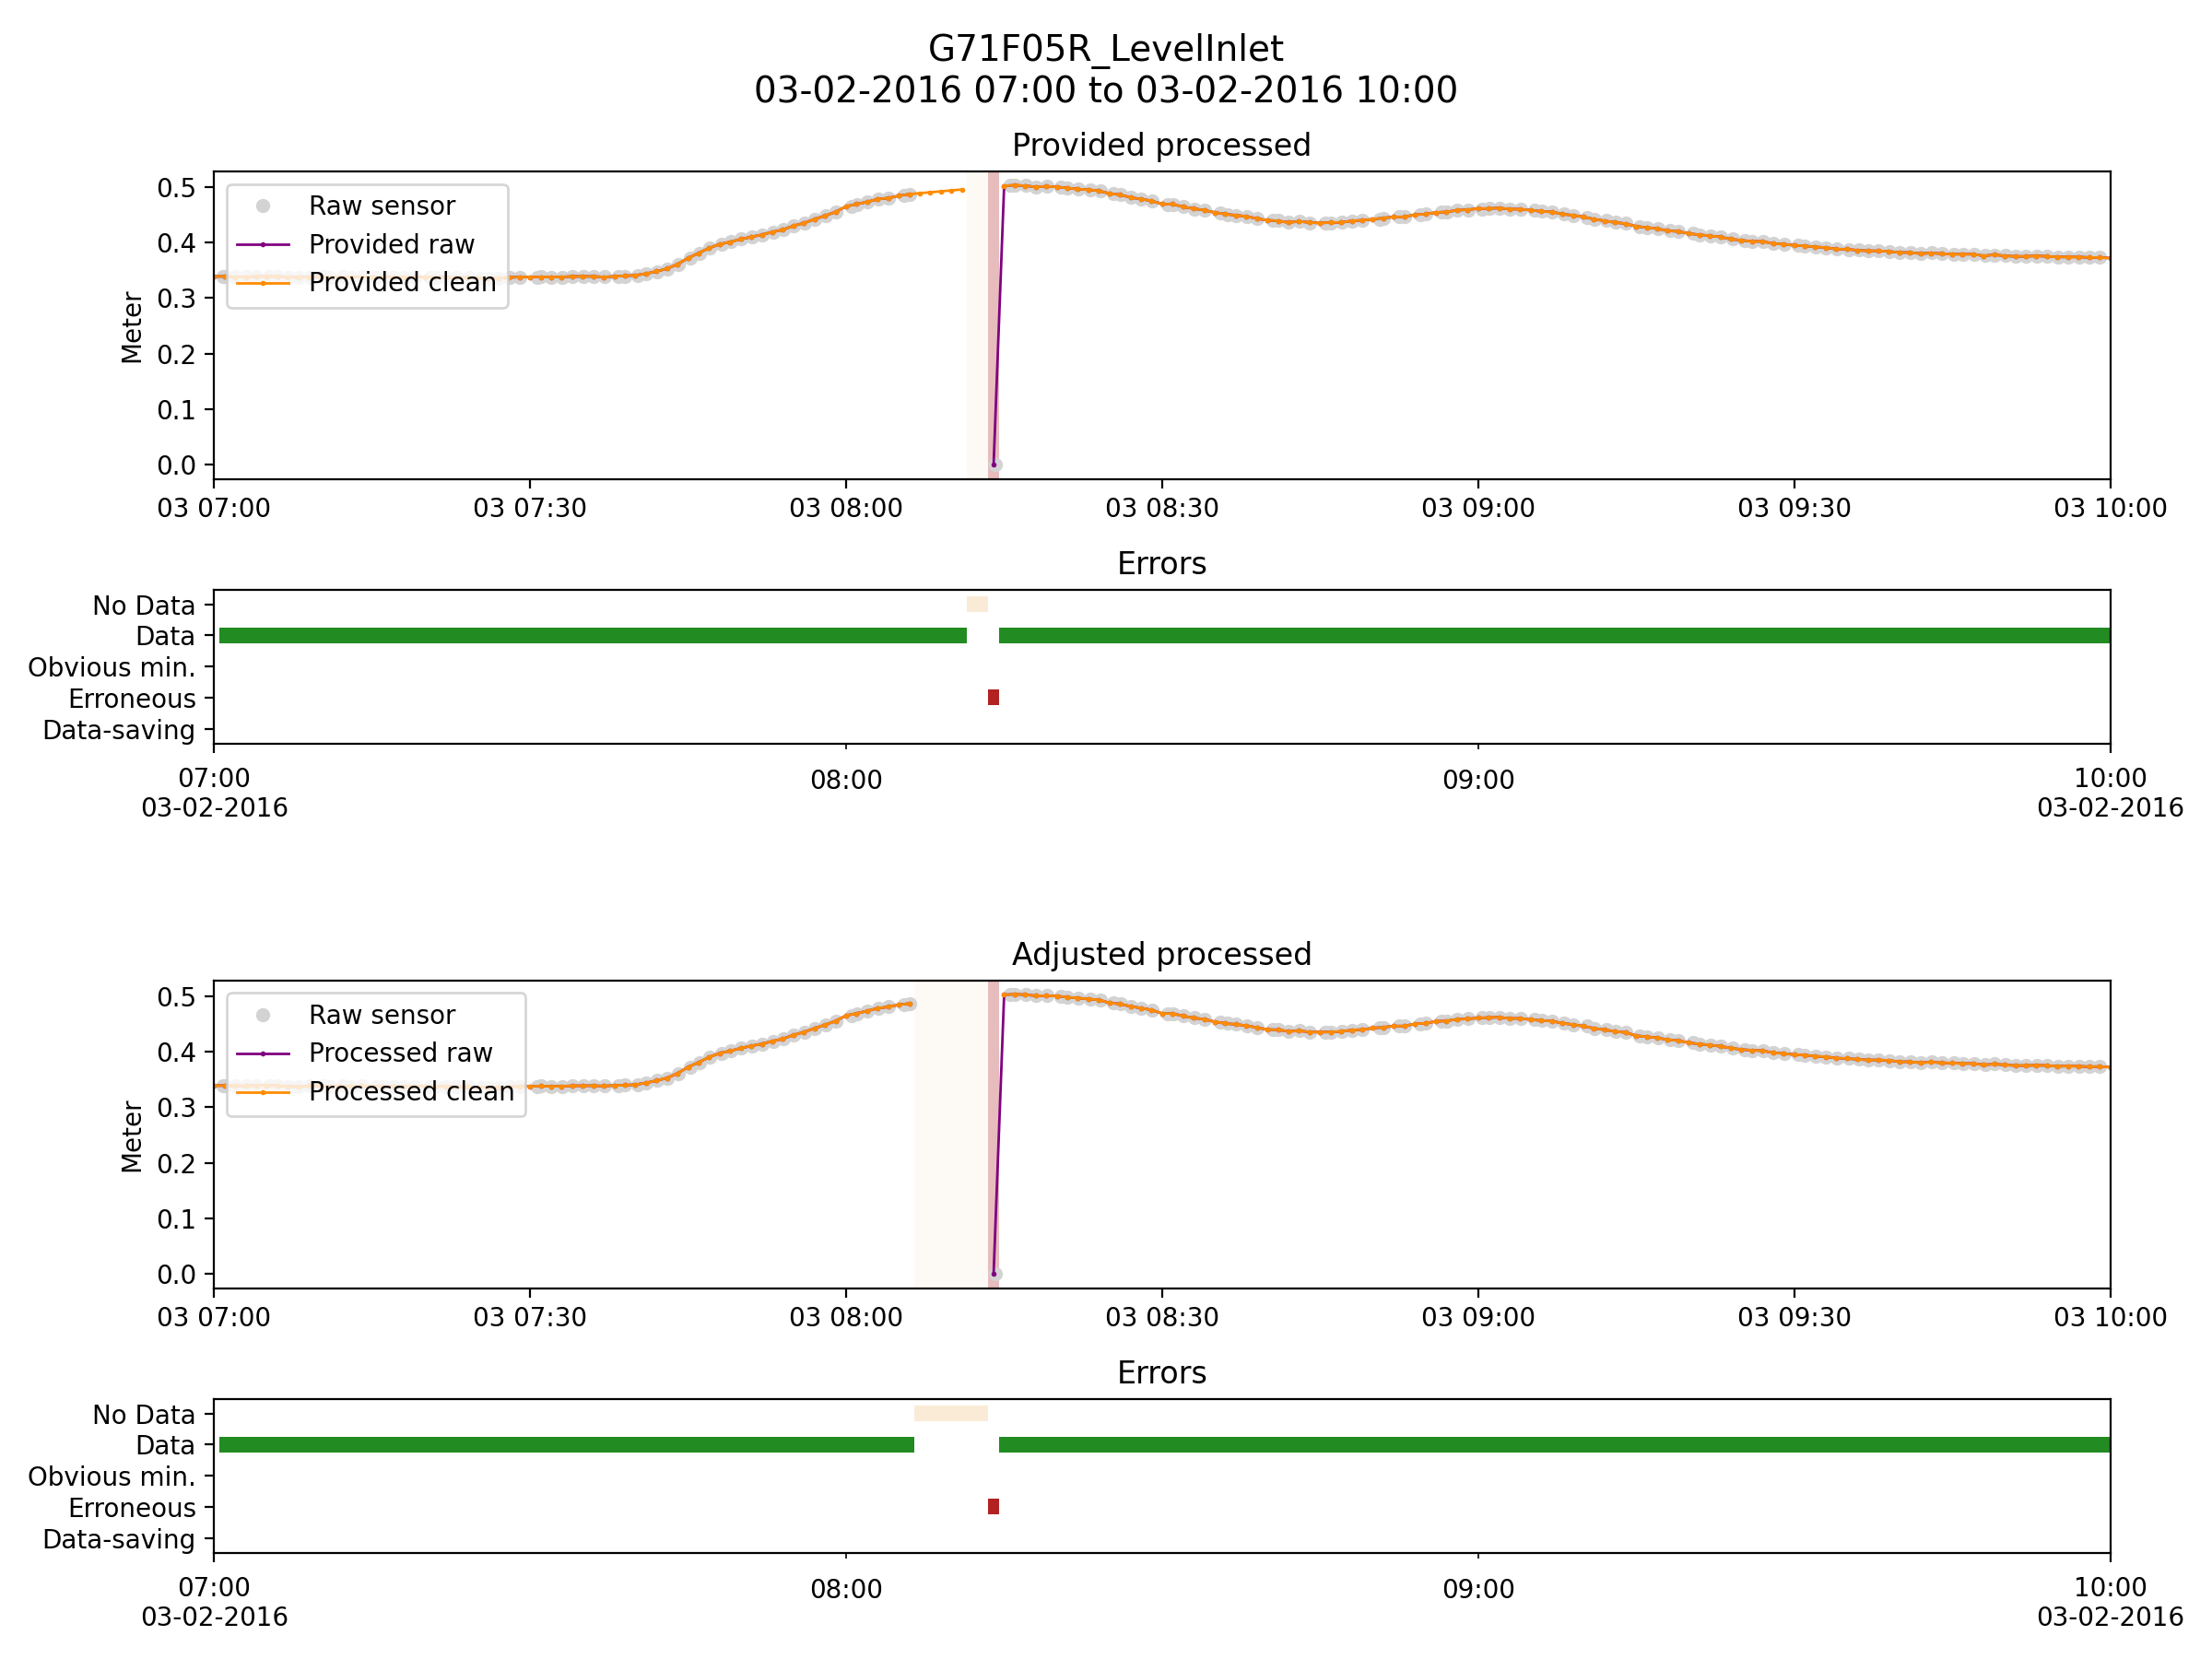 G71F05R_LevelInlet
03-02-2016 07:00 to 03-02-2016 10:00
Provided processed
Raw sensor
Provided raw
Provided clean
Meter
0.5
0.4
0.3
0.2
0.1
0.0
03 07:00 03 07:30 03 08:00 03 08:30 03 09:00 03 09:30 03 10:00
Errors
No Data
Data
Obvious min.
Erroneous
Data-saving
07:00 08:00 09:00 10:00
03-02-2016 03-02-2016
Adjusted processed
Raw sensor
Processed raw
Processed clean
Meter
0.5
0.4
0.3
0.2
0.1
0.0
03 07:00 03 07:30 03 08:00 03 08:30 03 09:00 03 09:30 03 10:00
Errors
No Data
Data
Obvious min.
Erroneous
Data-saving
07:00 08:00 09:00 10:00
03-02-2016 03-02-2016